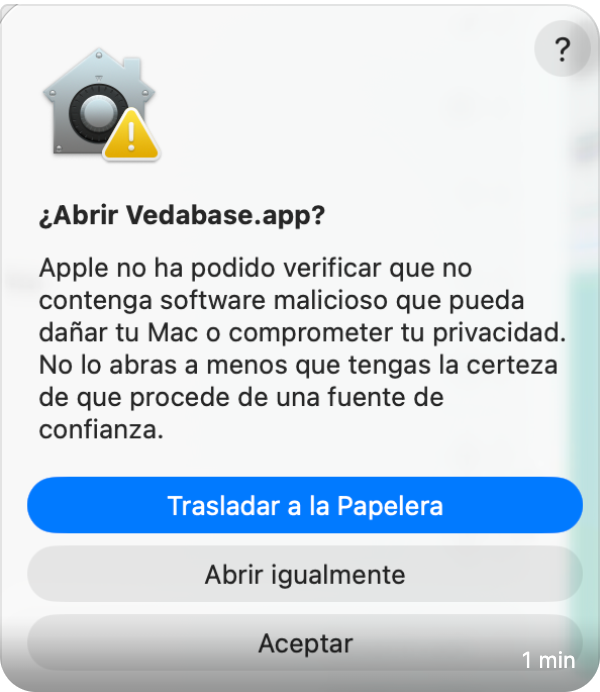 ?
¿Abrir Vedabase.app?
Apple no ha podido verificar que no
contenga software malicioso que pueda
dañar tu Mac o comprometer tu privacidad.
No lo abras a menos que tengas la certeza
de que procede de una fuente de
confianza.
Trasladar a la Papelera
Abrir igualmente
Aceptar
1 min